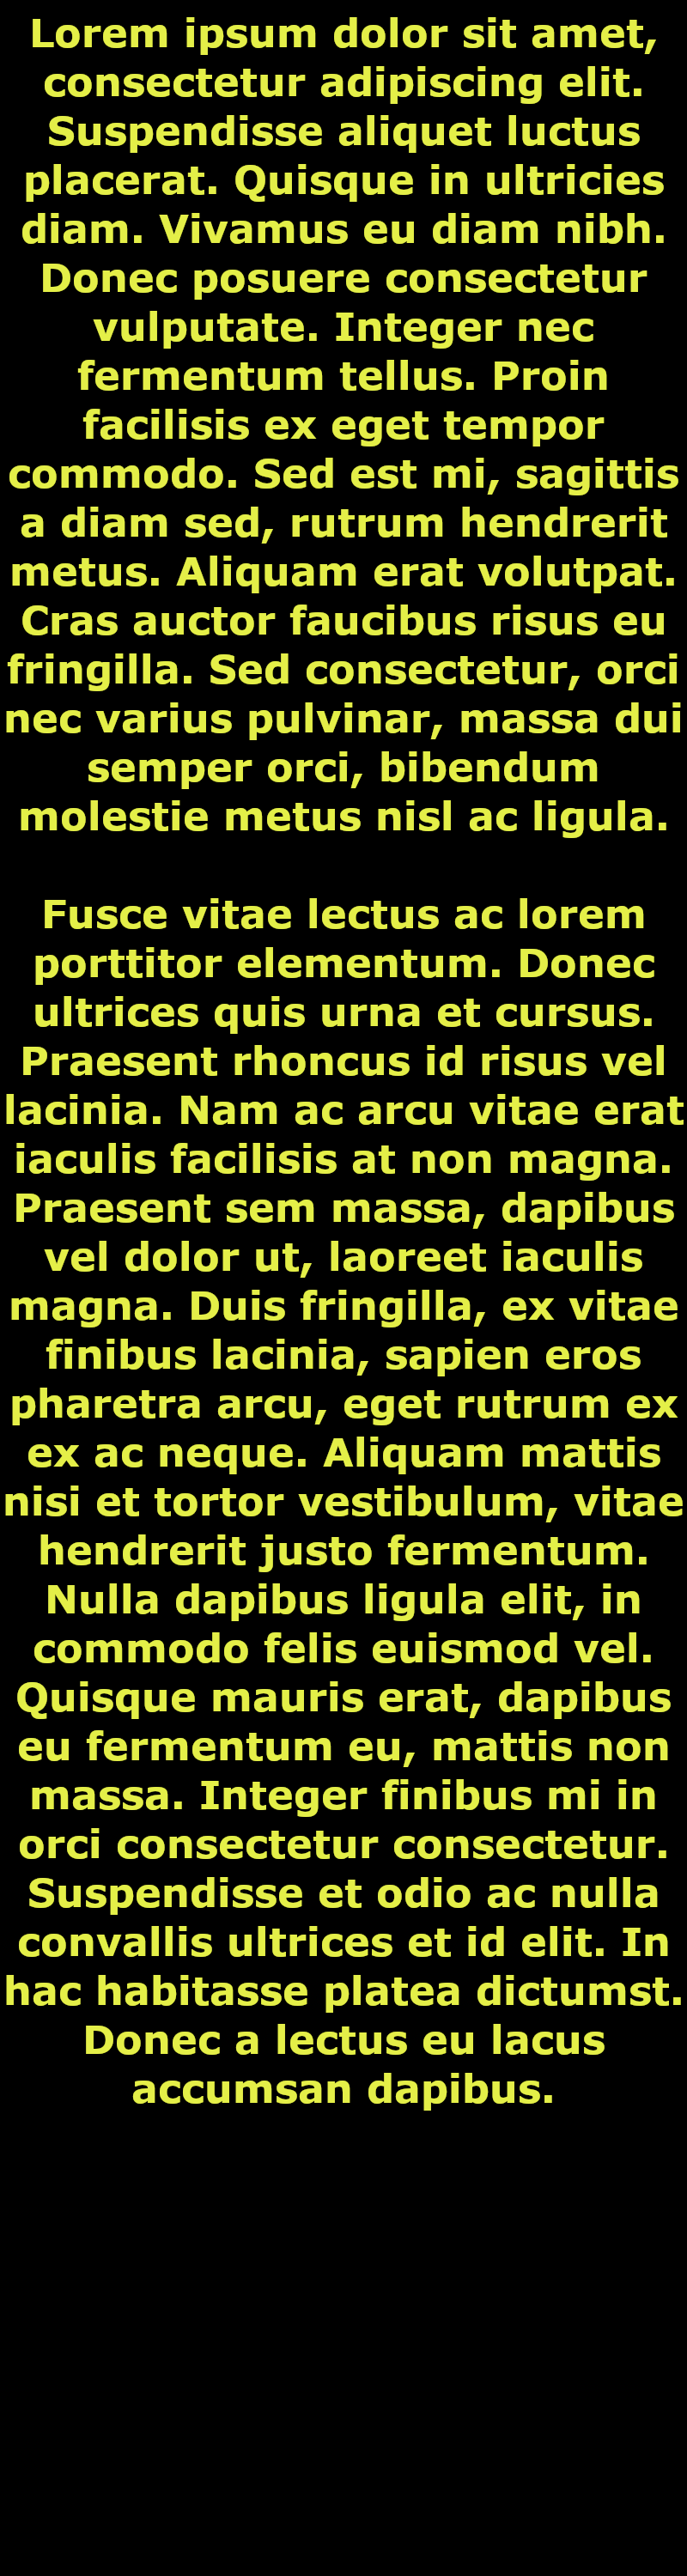 Lorem ipsum dolor sit amet,
consectetur adipiscing elit.
Suspendisse aliquet luctus
placerat. Quisque in ultricies
diam. Vivamus eu diam nibh.
Donec posuere consectetur
vulputate. Integer nec
fermentum tellus. Proin
facilisis ex eget tempor
commodo. Sed est mi, sagittis
a diam sed, rutrum hendrerit
metus. Aliquam erat volutpat.
Cras auctor faucibus risus eu
fringilla. Sed consectetur, orci
nec varius pulvinar, massa dui
semper orci, bibendum
molestie metus nisl ac ligula.

Fusce vitae lectus ac lorem
porttitor elementum. Donec
ultrices quis urna et cursus.
Praesent rhoncus id risus vel
lacinia. Nam ac arcu vitae erat
iaculis facilisis at non magna.
Praesent sem massa, dapibus
vel dolor ut, laoreet iaculis
magna. Duis fringilla, ex vitae
finibus lacinia, sapien eros
pharetra arcu, eget rutrum ex
ex ac neque. Aliquam mattis
nisi et tortor vestibulum, vitae
hendrerit justo fermentum.
Nulla dapibus ligula elit, in
commodo felis euismod vel.
Quisque mauris erat, dapibus
eu fermentum eu, mattis non
massa. Integer finibus mi in
orci consectetur consectetur.
Suspendisse et odio ac nulla
convallis ultrices et id elit. In
hac habitasse platea dictumst.
Donec a lectus eu lacus
accumsan dapibus.